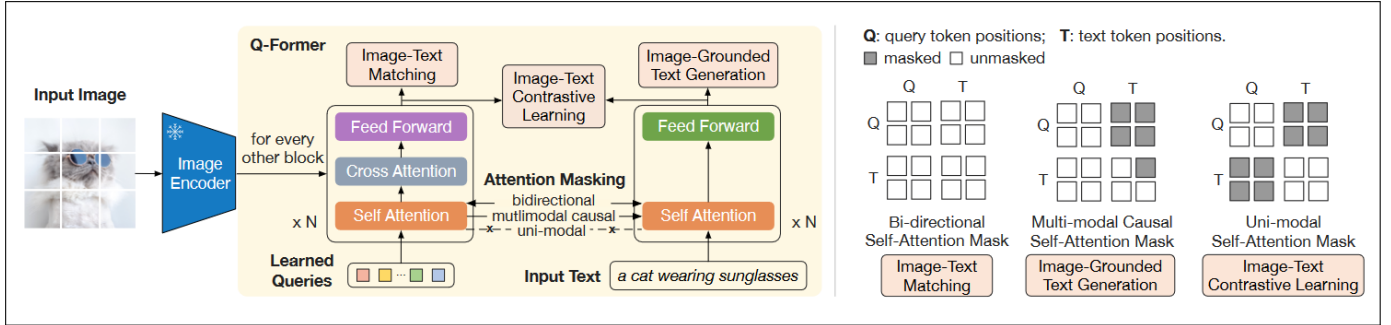 Q-Former
Image-Text
Matching
Image-Text
Contrastive
Learning
Image-Grounded
Text Generation
Input Image
Image
Encoder
for every
other block
Feed Forward
Cross Attention
Self Attention
x N
Attention Masking
bidirectional
mutlimodal causal
x uni-modal x
Feed Forward
Self Attention
x N
Learned
Queries
...
Input Text
a cat wearing sunglasses
Q: query token positions; T: text token positions.
masked unmasked
Q T
Q
T
Bi-directional
Self-Attention Mask
Image-Text
Matching
Q T
Q
T
Multi-modal Causal
Self-Attention Mask
Image-Grounded
Text Generation
Q T
Q
T
Uni-modal
Self-Attention Mask
Image-Text
Contrastive Learning